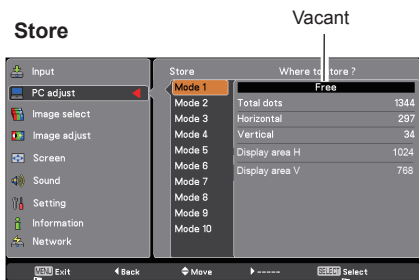 Vacant
Store
Input
PC adjust
Image select
Image adjust
Screen
Sound
Setting
Information
Network
Store
Mode 1
Mode 2
Mode 3
Mode 4
Mode 5
Mode 6
Mode 7
Mode 8
Mode 9
Mode 10
Where to store ?
Free
Total dots 1344
Horizontal 297
Vertical 34
Display area H 1024
Display area V 768
MENU Exit Back Move ----- SELECT Select